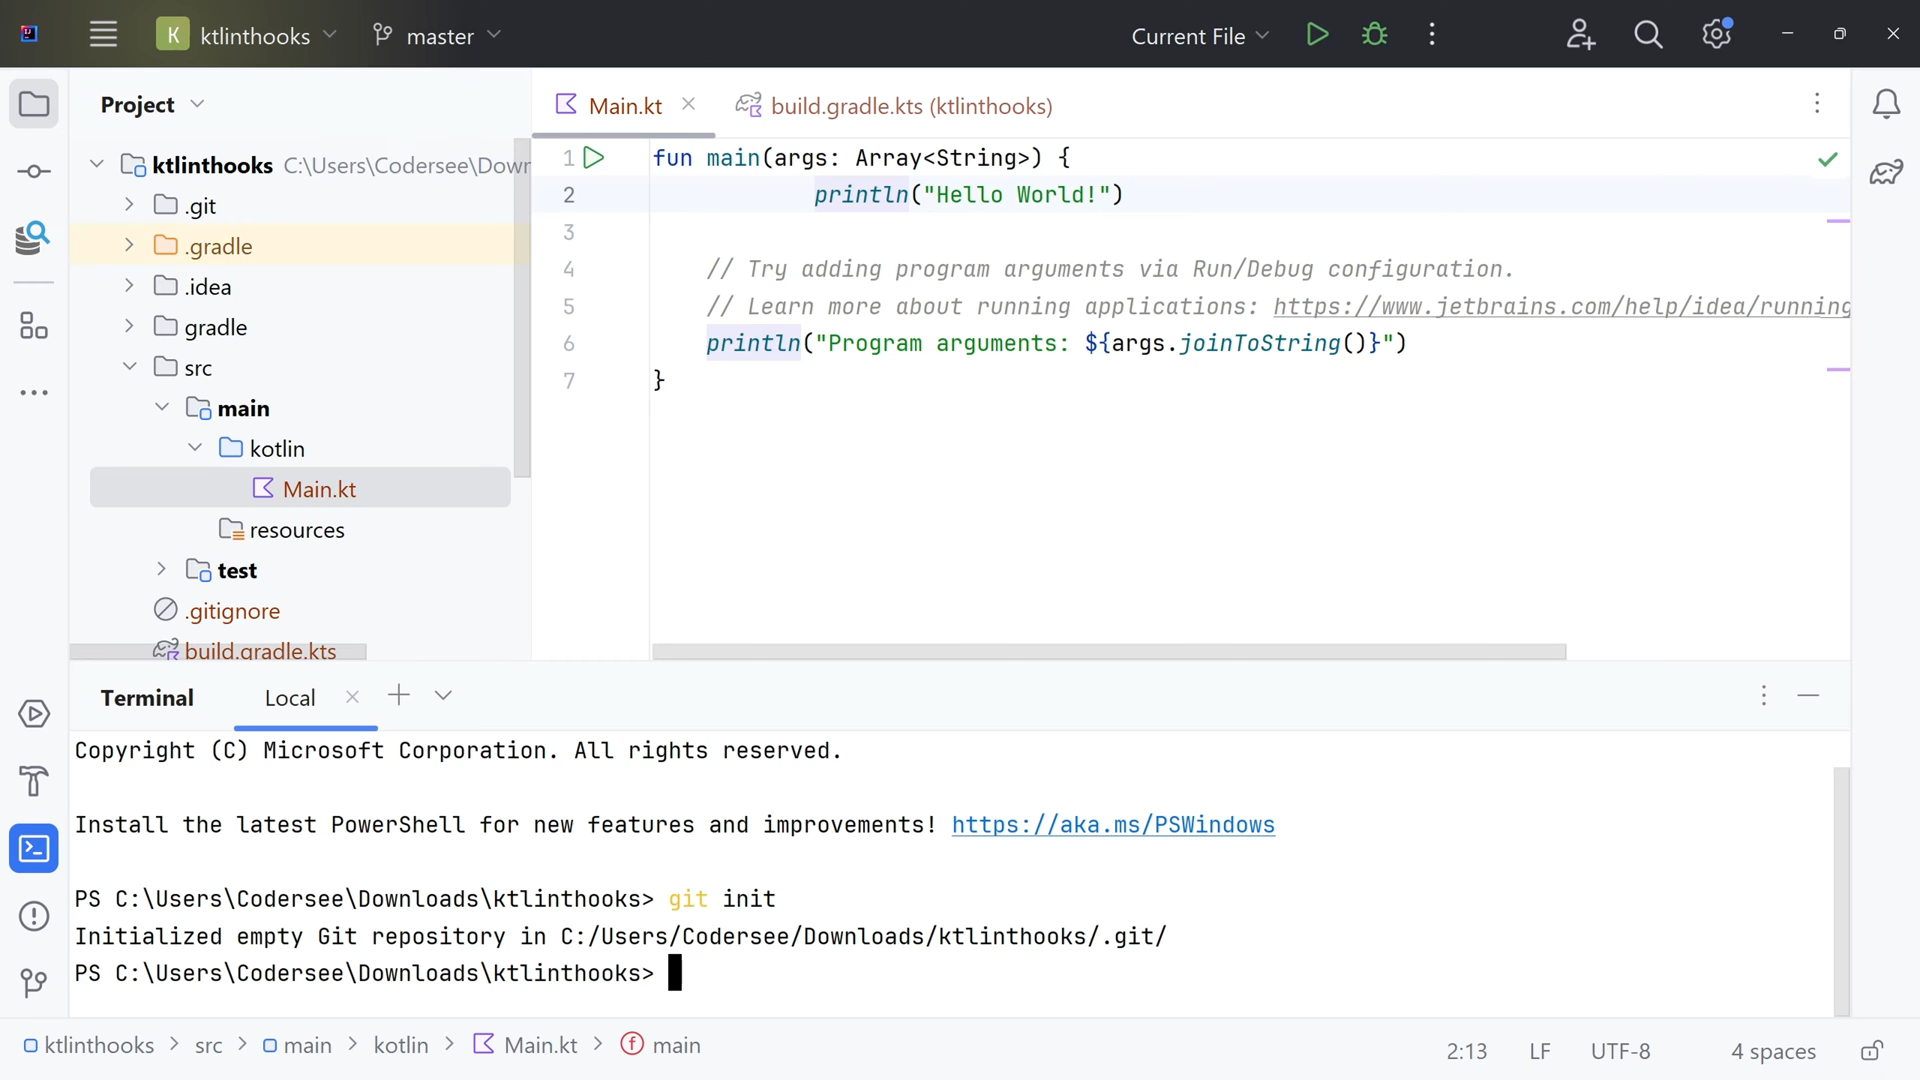 K ktlinthooks master Current File
Project
Main.kt
build.gradle.kts (ktlinthooks)
ktlinthooks C:\Users\Codersee\Dowr
.git
.gradle
.idea
gradle
src
main
kotlin
Main.kt
resources
test
.gitignore
build.gradle.kts
1 fun main(args: Array<String>) {
2 println("Hello World!")
3
4 // Try adding program arguments via Run/Debug configuration.
5 // Learn more about running applications: https://www.jetbrains.com/help/idea/running
6 println("Program arguments: ${args.joinToString()}")
7 }
Terminal Local
Copyright (C) Microsoft Corporation. All rights reserved.
Install the latest PowerShell for new features and improvements! https://aka.ms/PSWindows
PS C:\Users\Codersee\Downloads\ktlinthooks> git init
Initialized empty Git repository in C:/Users/Codersee/Downloads/ktlinthooks/.git/
PS C:\Users\Codersee\Downloads\ktlinthooks>
ktlinthooks > src > main > kotlin > Main.kt > f main
2:13 LF UTF-8 4 spaces